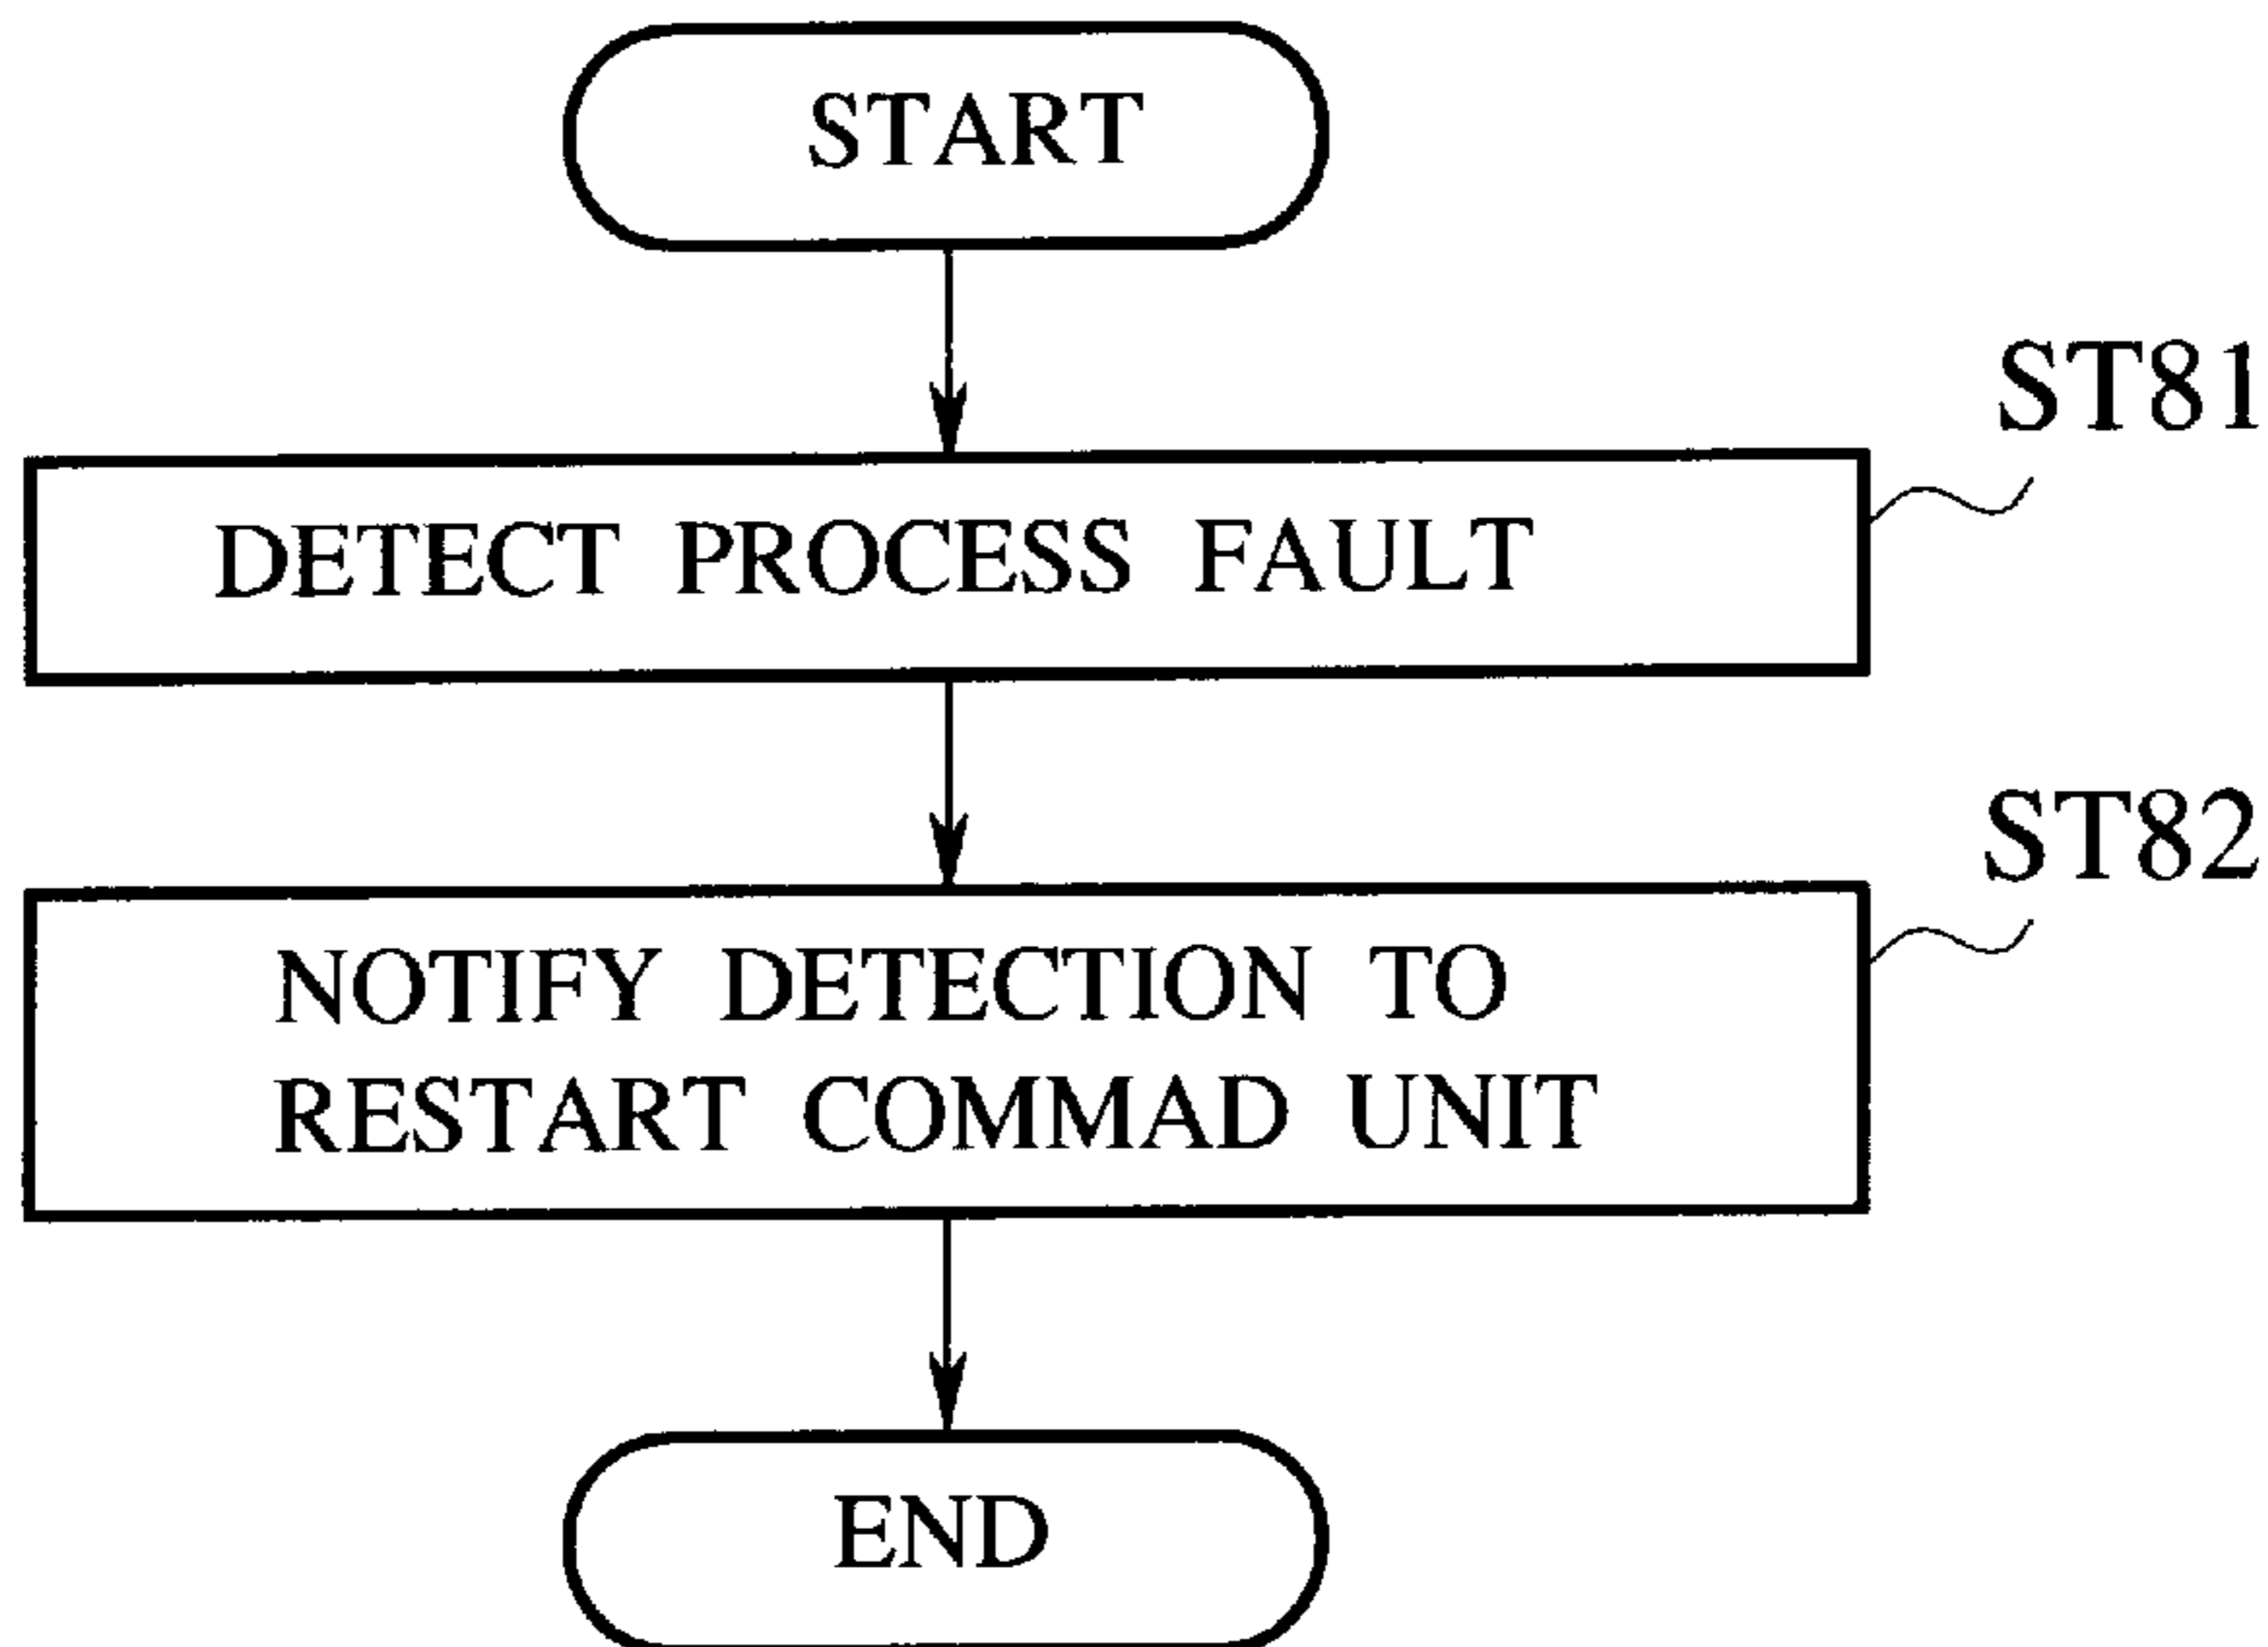 START
ST81
DETECT PROCESS FAULT
ST82
NOTIFY DETECTION TO
RESTART COMMAD UNIT
END